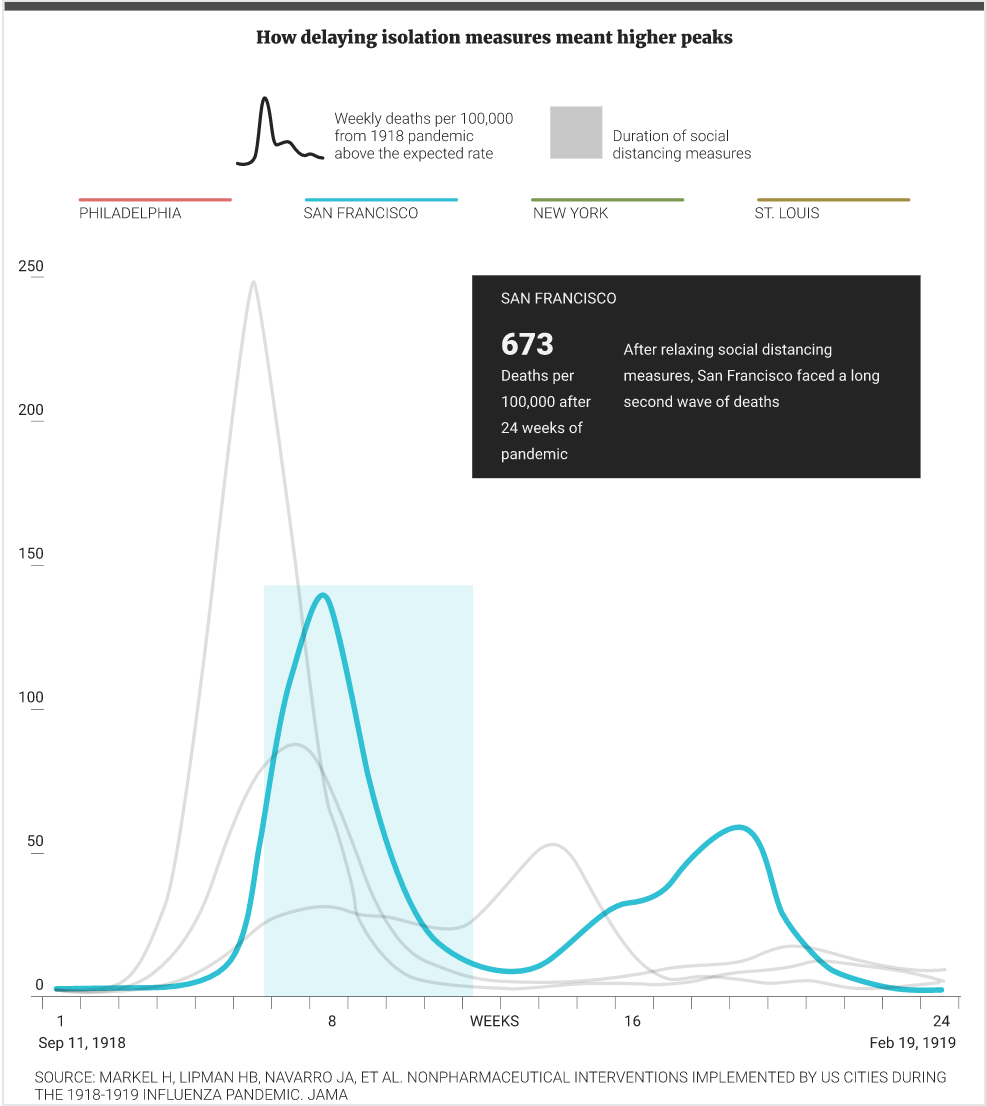 How delaying isolation measures meant higher peaks
Weekly deaths per 100,000
from 1918 pandemic
above the expected rate
Duration of social
distancing measures
PHILADELPHIA
SAN FRANCISCO
NEW YORK
ST. LOUIS
250
200
150
100
50
0
SAN FRANCISCO
673
Deaths per
100,000 after
24 weeks of
pandemic
After relaxing social distancing
measures, San Francisco faced a long
second wave of deaths
1
8
WEEKS
16
24
Sep 11, 1918
Feb 19, 1919
SOURCE: MARKEL H, LIPMAN HB, NAVARRO JA, ET AL. NONPHARMACEUTICAL INTERVENTIONS IMPLEMENTED BY US CITIES DURING
THE 1918-1919 INFLUENZA PANDEMIC. JAMA